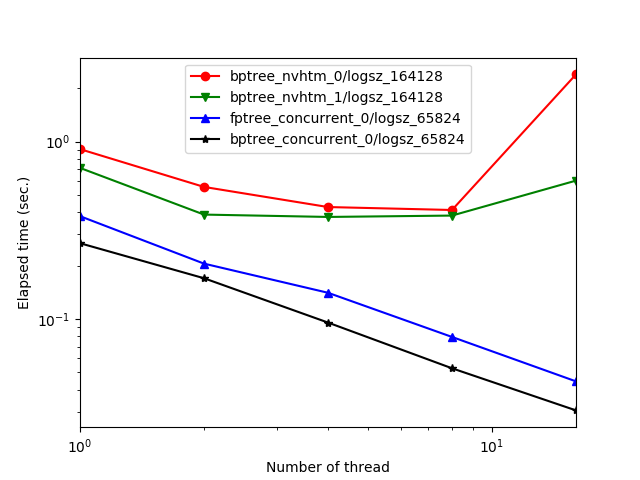 bptree_nvhtm_0/logsz_164128
bptree_nvhtm_1/logsz_164128
fptree_concurrent_0/logsz_65824
bptree_concurrent_0/logsz_65824
Elapsed time (sec.)
10⁰
10⁻¹
10⁰ 10¹
Number of thread